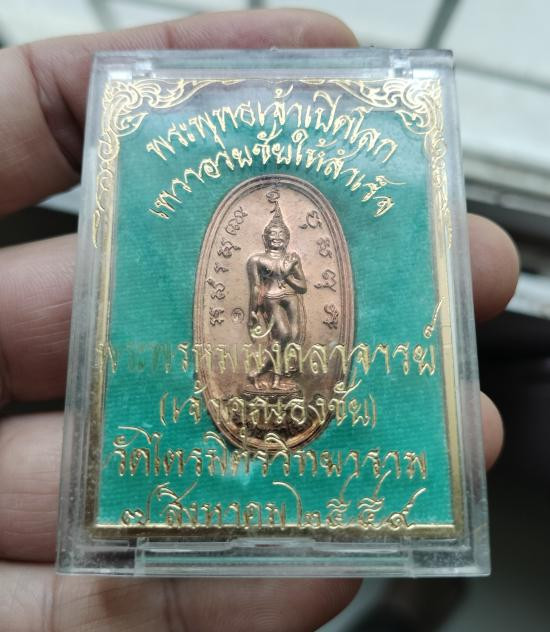 พระพุทธเจ้าเปิดโลก
เทวาอวยชัยให้สำเร็จ
พระพรหมมังคลาจารย์
(เจ้าคุณธงชัย)
วัดไตรมิตรวิทยาราม
๗ สิงหาคม ๒๕๕๙